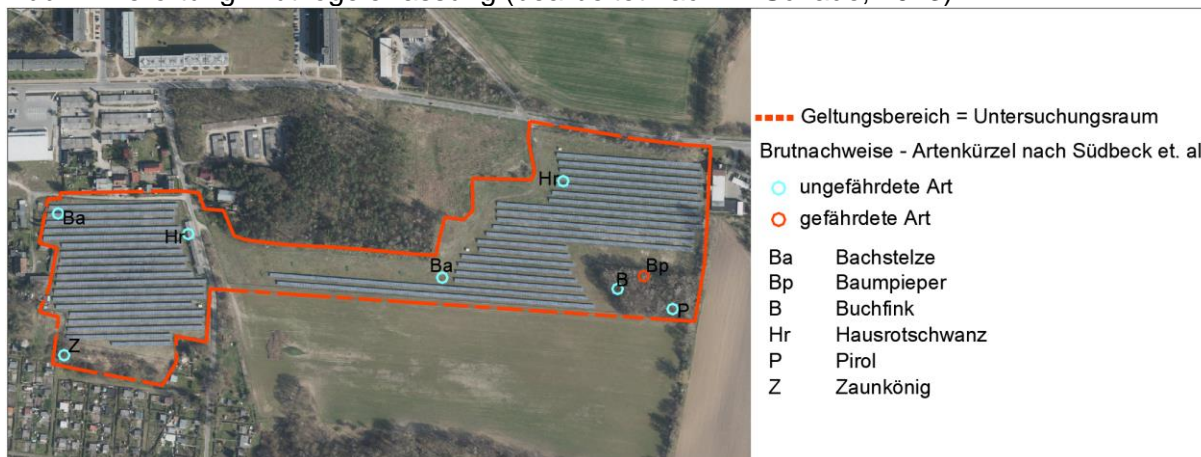 Geltungsbereich = Untersuchungsraum
Brutnachweise - Artenkürzel nach Südbeck et. al
ungefährdete Art
gefährdete Art
Ba Bachstelze
Bp Baumpieper
B Buchfink
Hr Hausrotschwanz
P Pirol
Z Zaunkönig
Hr
Ba
Hr
Ba
Bp
B
P
Z